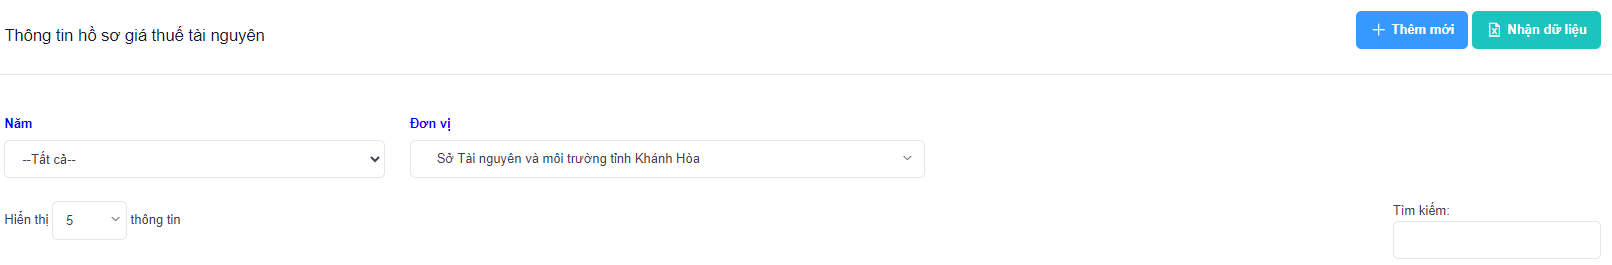 Thông tin hồ sơ giá thuế tài nguyên
Thêm mới
Nhận dữ liệu
Năm
Đơn vị
--Tất cả--
Sở Tài nguyên và môi trường tỉnh Khánh Hòa
Hiển thị 5 thông tin
Tìm kiếm: